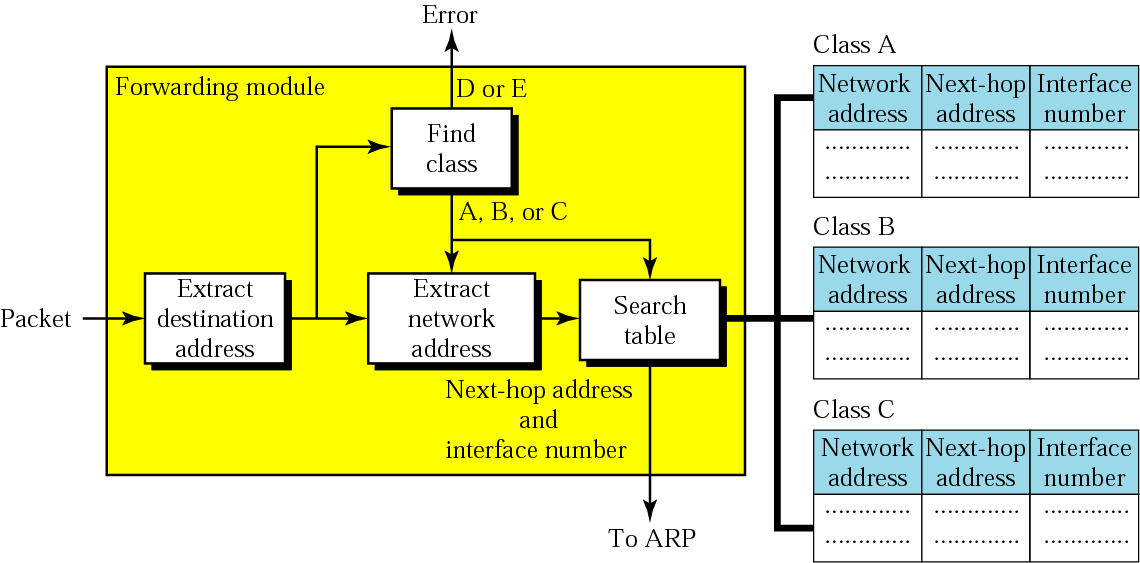 Error
Forwarding module
D or E
Find
class
A, B, or C
Packet
Extract
destination
address
Extract
network
address
Search
table
Next-hop address
and
interface number
To ARP
Class A
Network address
Next-hop address
Interface number
.............
.............
.............
.............
.............
.............
Class B
Network address
Next-hop address
Interface number
.............
.............
.............
.............
.............
.............
Class C
Network address
Next-hop address
Interface number
.............
.............
.............
.............
.............
.............